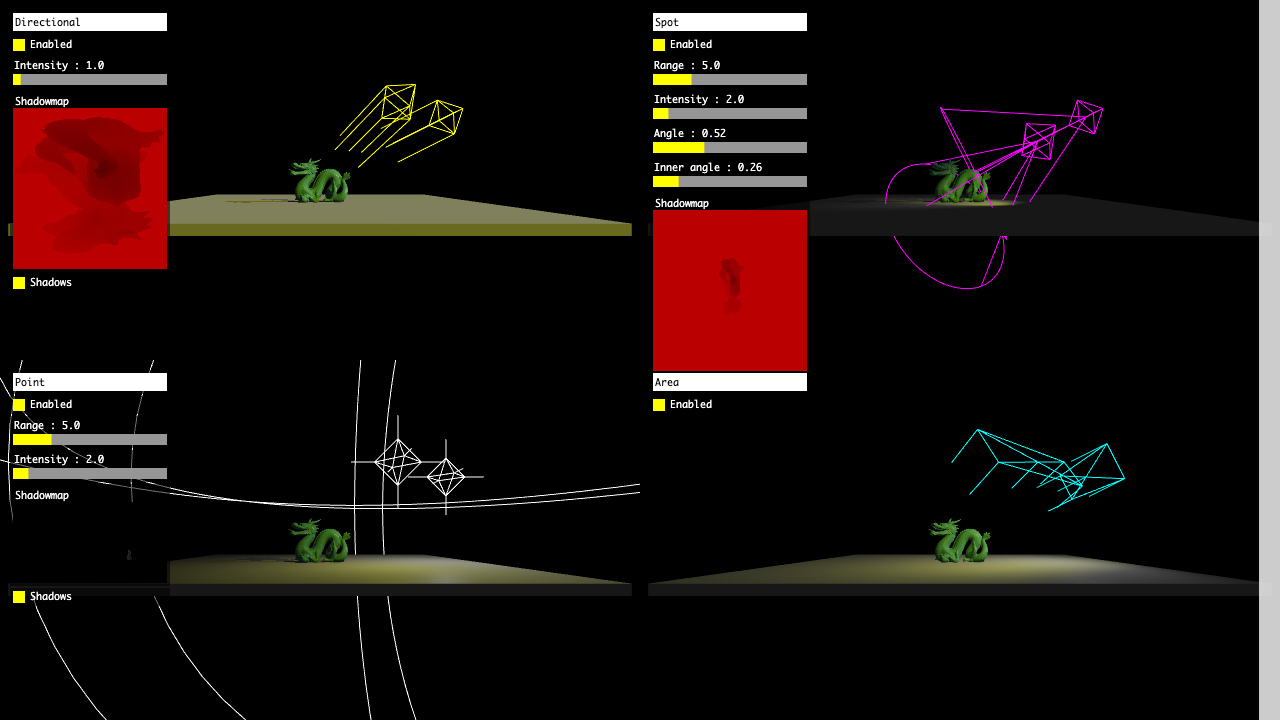 Directional
Enabled
Intensity : 1.0
Shadowmap
Shadows
Spot
Enabled
Range : 5.0
Intensity : 2.0
Angle : 0.52
Inner angle : 0.26
Shadowmap
Point
Enabled
Range : 5.0
Intensity : 2.0
Shadowmap
Shadows
Area
Enabled